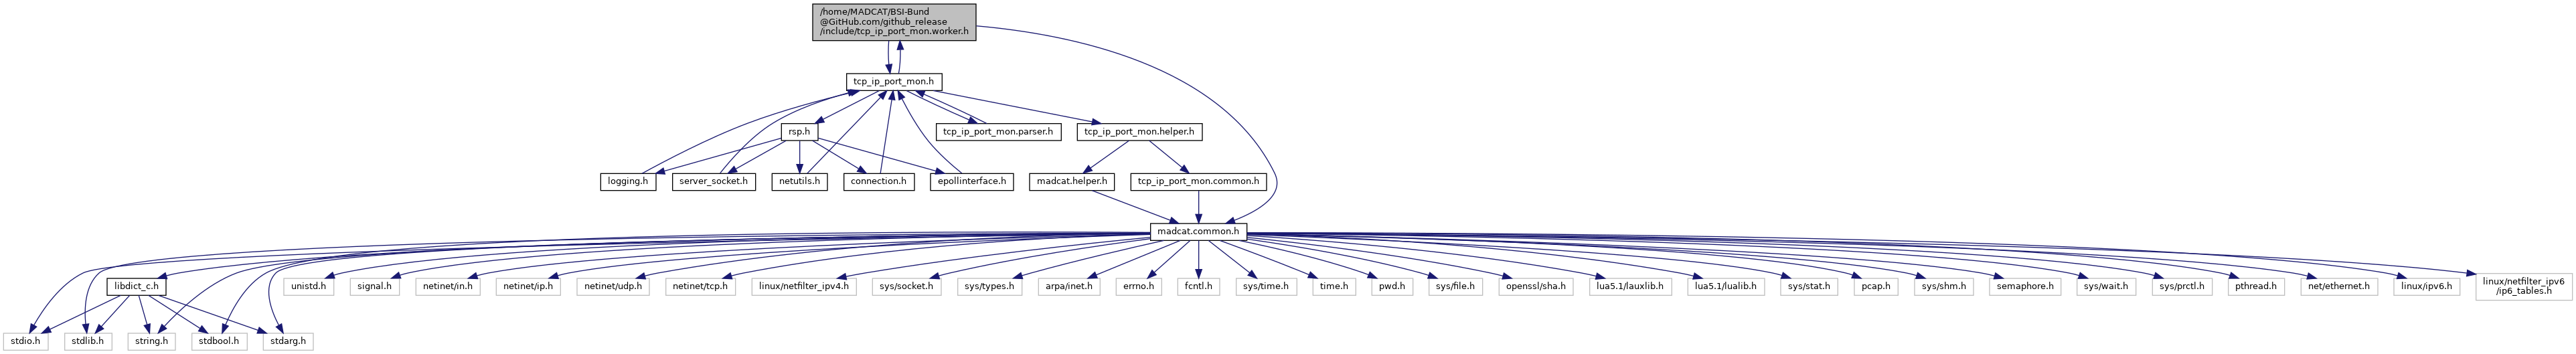 /home/MADCAT/BSI-Bund
@GitHub.com/github_release
/include/tcp_ip_port_mon.worker.h
tcp_ip_port_mon.h
rsp.h
tcp_ip_port_mon.parser.h
tcp_ip_port_mon.helper.h
logging.h
server_socket.h
netutils.h
connection.h
epollinterface.h
madcat.helper.h
tcp_ip_port_mon.common.h
madcat.common.h
libdict_c.h
unistd.h
signal.h
netinet/in.h
netinet/ip.h
netinet/udp.h
netinet/tcp.h
linux/netfilter_ipv4.h
sys/socket.h
sys/types.h
arpa/inet.h
errno.h
fcntl.h
sys/time.h
time.h
pwd.h
sys/file.h
openssl/sha.h
lua5.1/lauxlib.h
lua5.1/lualib.h
sys/stat.h
pcap.h
sys/shm.h
semaphore.h
sys/wait.h
sys/prctl.h
pthread.h
net/ethernet.h
linux/ipv6.h
linux/netfilter_ipv6
/ip6_tables.h
stdio.h
stdlib.h
string.h
stdbool.h
stdarg.h